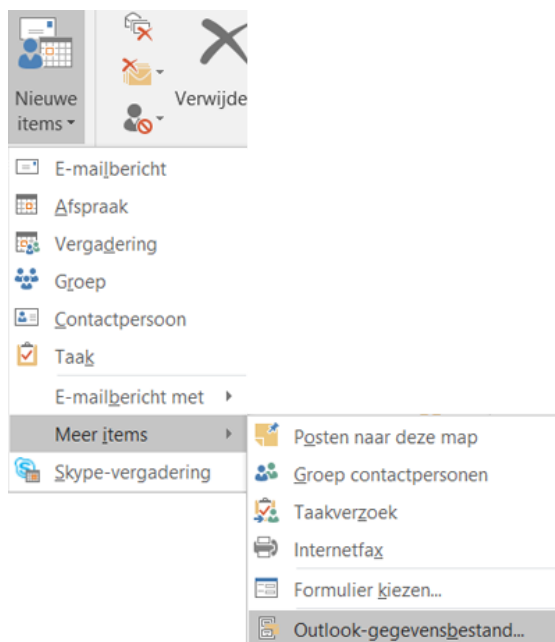 Nieuwe
items
Verwijde
E-mailbericht
Afspraak
Vergadering
Groep
Contactpersoon
Taak
E-mailbericht met
Meer items
Skype-vergadering
Posten naar deze map
Groep contactpersonen
Taakverzoek
Internetfax
Formulier kiezen...
Outlook-gegevensbestand...